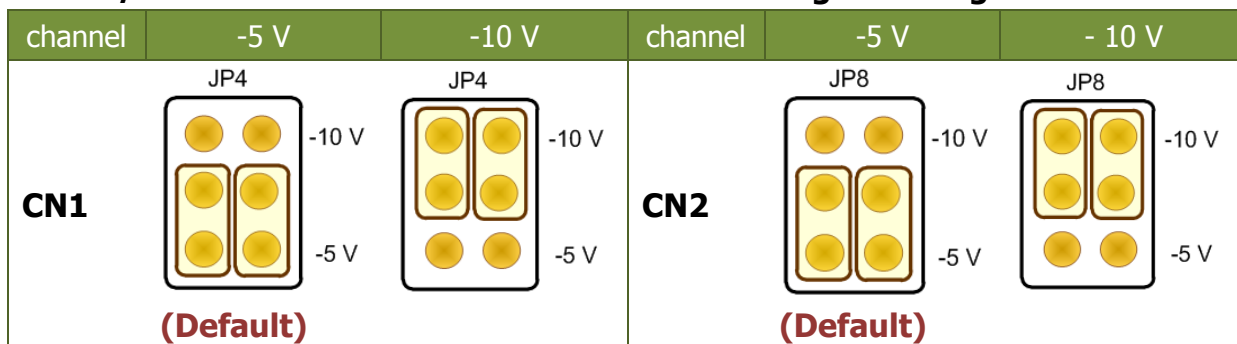 channel -5 V -10 V channel -5 V - 10 V
JP4 JP4 JP8 JP8
-10 V -10 V -10 V -10 V
CN1 CN2
-5 V -5 V -5 V -5 V
(Default) (Default)